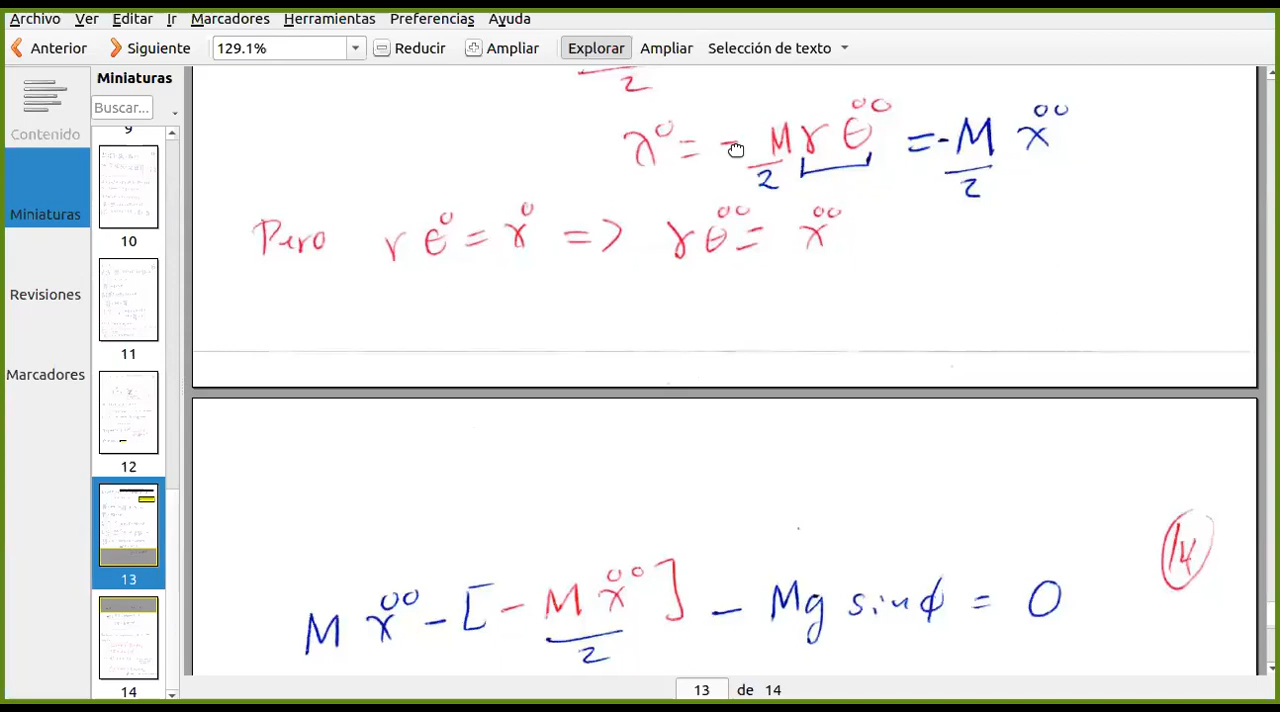 Archivo Ver Editar Ir Marcadores Herramientas Preferencias Ayuda
Anterior Siguiente 129.1% Reducir Ampliar Explorar Ampliar Selección de texto
Contenido
Miniaturas
Revisiones
Marcadores
Miniaturas
Buscar...
9
10
11
12
13
14
2
λ° = - M/2 r θ°° = - M/2 x°°
Pero r θ° = x° => r θ°° = x°°
14
M x°° - [ - M x°°/2 ] - Mg sin ϕ = 0
13 de 14